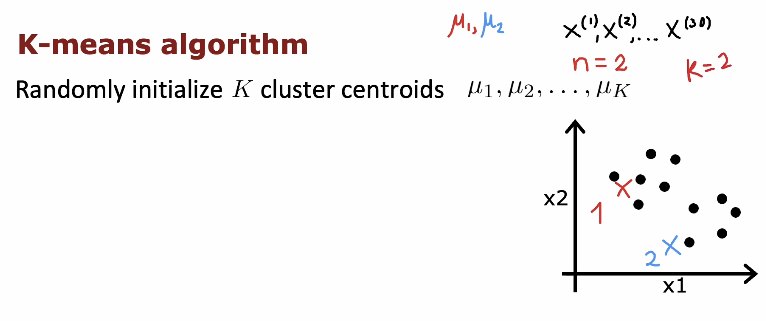 μ₁, μ₂
x⁽¹⁾, x⁽²⁾, ... x⁽³⁰⁾
K-means algorithm
n = 2
K = 2
Randomly initialize K cluster centroids μ₁, μ₂, . . . , μ_K
x2
1
2
x1